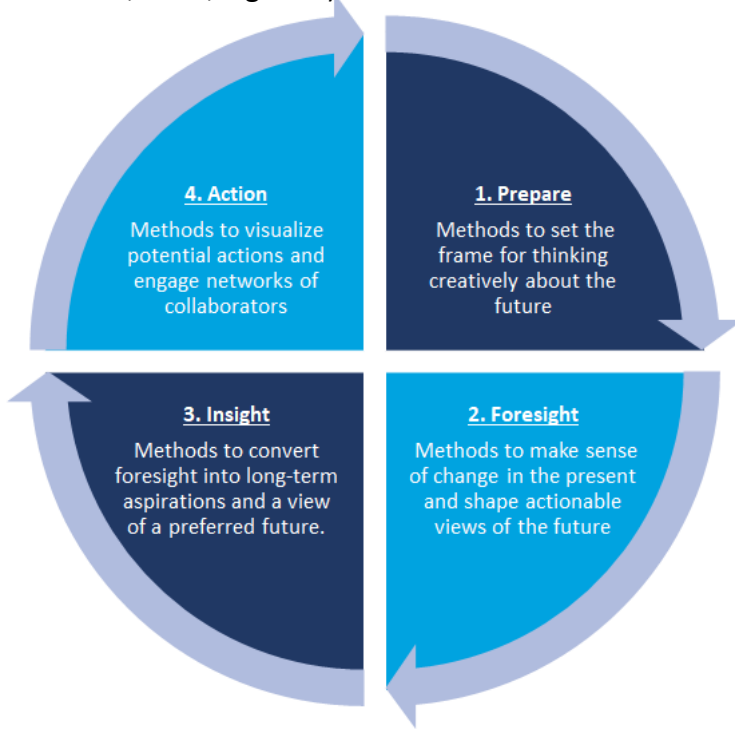 1. Prepare
Methods to set the
frame for thinking
creatively about the
future
2. Foresight
Methods to make sense
of change in the present
and shape actionable
views of the future
3. Insight
Methods to convert
foresight into long-term
aspirations and a view
of a preferred future.
4. Action
Methods to visualize
potential actions and
engage networks of
collaborators